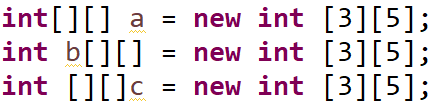 int[][] a = new int [3][5];
int b[][] = new int [3][5];
int [][]c = new int [3][5];